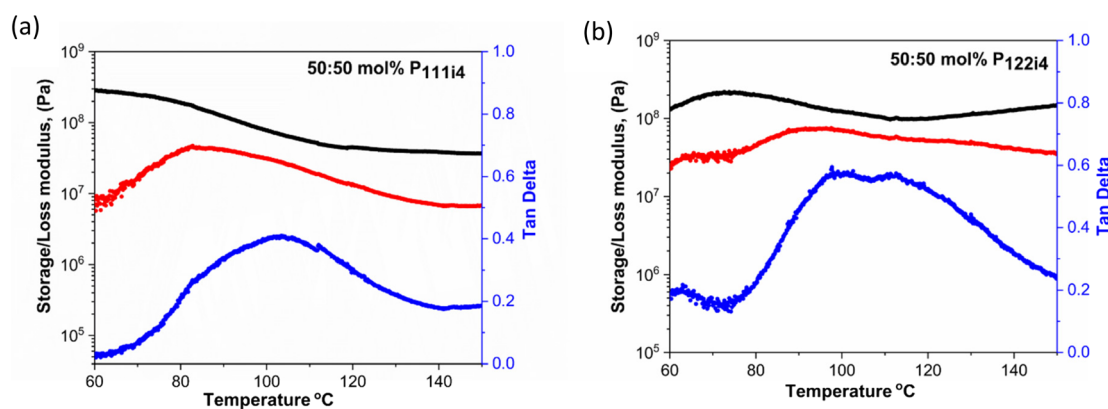 (a)
50:50 mol% P111i4
Storage/Loss modulus, (Pa)
10⁹
10⁸
10⁷
10⁶
10⁵
1.0
0.8
0.6
0.4
0.2
0.0
Tan Delta
60 80 100 120 140
Temperature ºC
(b)
50:50 mol% P122i4
Storage/Loss modulus, (Pa)
10⁹
10⁸
10⁷
10⁶
10⁵
1.0
0.8
0.6
0.4
0.2
0.0
Tan Delta
60 80 100 120 140
Temperature ºC